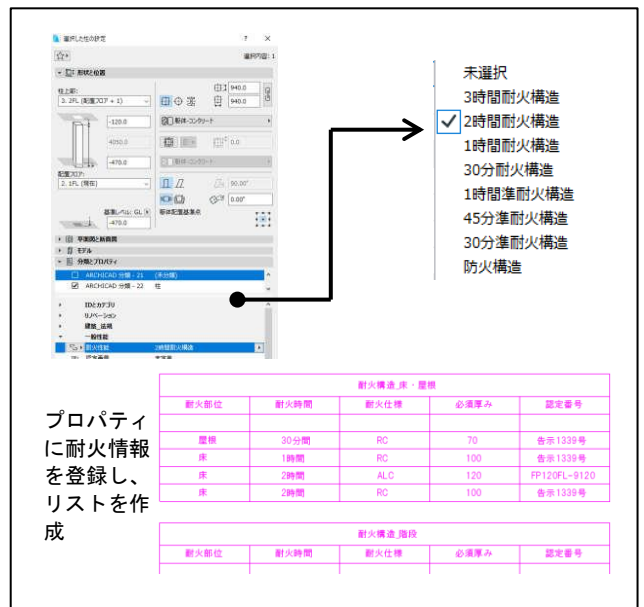 選択した柱の設定 ? ×
選択内容: 1
形状と位置
柱上部:
3. 2FL (配置フロア + 1)
940.0
940.0
-120.0
躯体-コンクリート
4050.0
0.0
-470.0
躯体-コンクリート
配置フロア:
2. 1FL (現在)
90.00°
0.00°
基準レベル: GL
躯体配置基準点
-470.0
平面図と断面図
モデル
分類とプロパティ
ARCHICAD 分類 - 21 (未分類)
ARCHICAD 分類 - 22 柱
IDとカテゴリ
リノベーション
建築_法規
一般性能
耐火性能 2時間耐火構造
未選択
3時間耐火構造
2時間耐火構造
1時間耐火構造
30分耐火構造
1時間準耐火構造
45分準耐火構造
30分準耐火構造
防火構造
プロパティ
に耐火情報
を登録し、
リストを作
成
耐火構造_床・屋根
耐火部位 耐火時間 耐火仕様 必須厚み 認定番号
屋根 30分間 RC 70 告示1339号
床 1時間 RC 100 告示1339号
床 2時間 ALC 120 FP120FL-9120
床 2時間 RC 100 告示1339号
耐火構造_階段
耐火部位 耐火時間 耐火仕様 必須厚み 認定番号